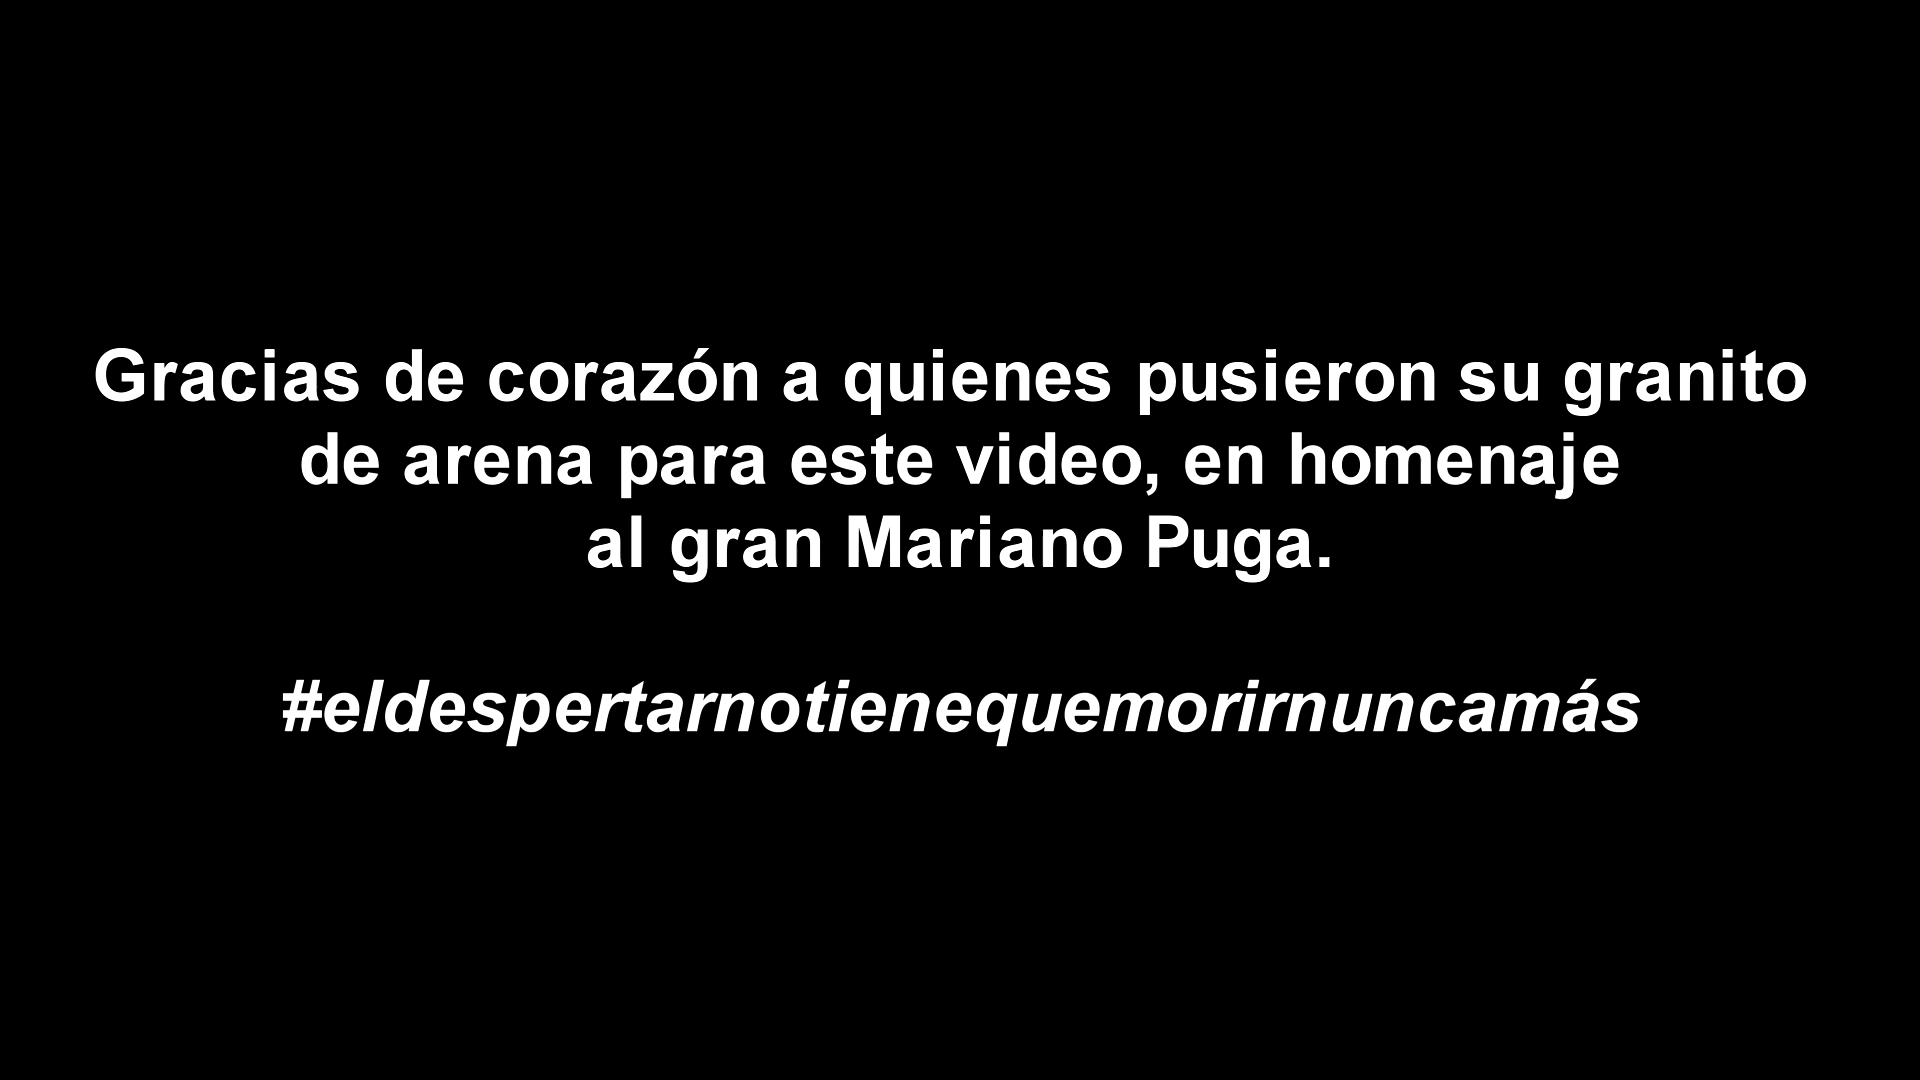 Gracias de corazón a quienes pusieron su granito
de arena para este video, en homenaje
al gran Mariano Puga.
#eldespertarnotienequemorirnuncamás